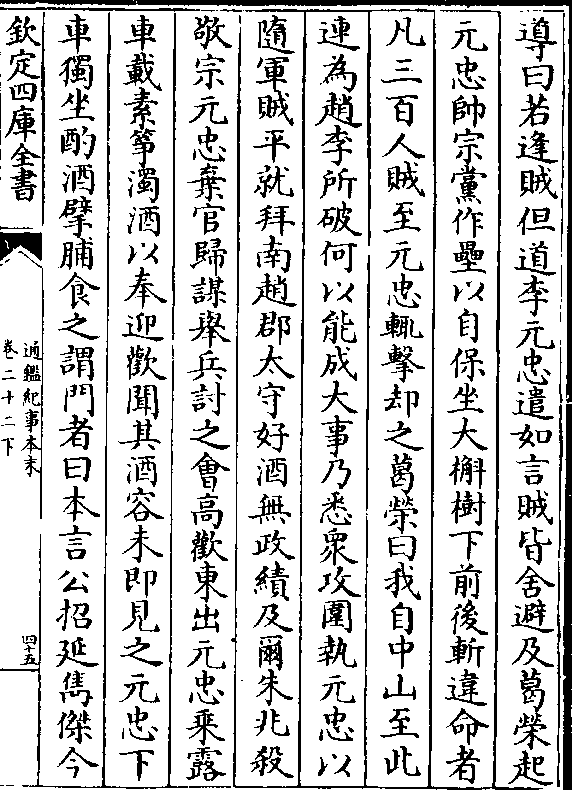 導曰若逢賊但道李元忠遣如言賊皆舍避及葛榮起
元忠帥宗黨作壘以自保坐大槲樹下前後斬違命者
凡三百人賊至元忠輒擊却之葛榮曰我自中山至此
連為趙李所破何以能成大事乃悉衆攻圍執元忠以
隨軍賊平就拜南趙郡太守好酒無政績及爾朱兆殺
敬宗元忠棄官歸謀舉兵討之會高歡東出元忠乘露
車載素筝濁酒以奉迎歡聞其酒容未即見之元忠下
車獨坐酌酒擘脯食之謂門者曰本言公招延雋傑今
欽定四庫全書
通鑑紀事本末
卷二十二下
四十五